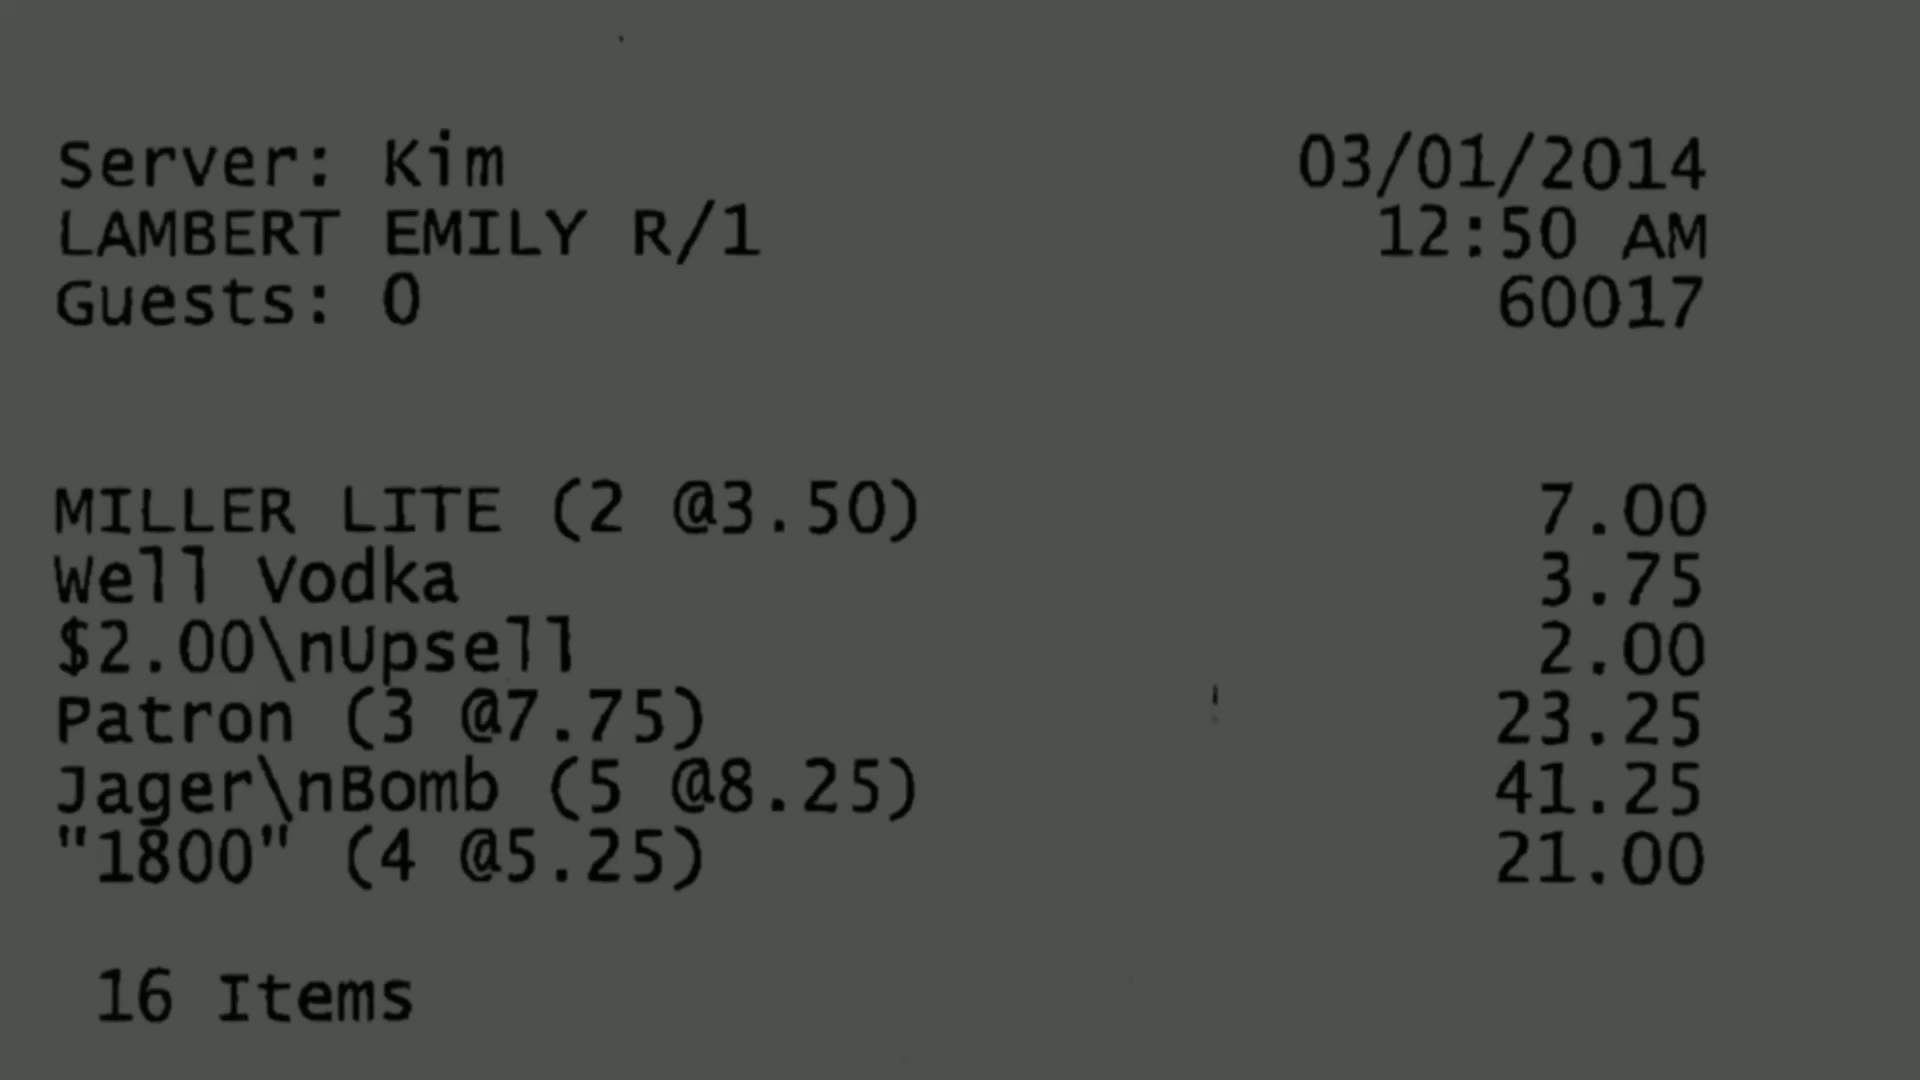 Server: Kim 03/01/2014
LAMBERT EMILY R/1 12:50 AM
Guests: 0 60017
MILLER LITE (2 @3.50) 7.00
Well Vodka 3.75
$2.00\nUpsell 2.00
Patron (3 @7.75) 23.25
Jager\nBomb (5 @8.25) 41.25
"1800" (4 @5.25) 21.00
16 Items